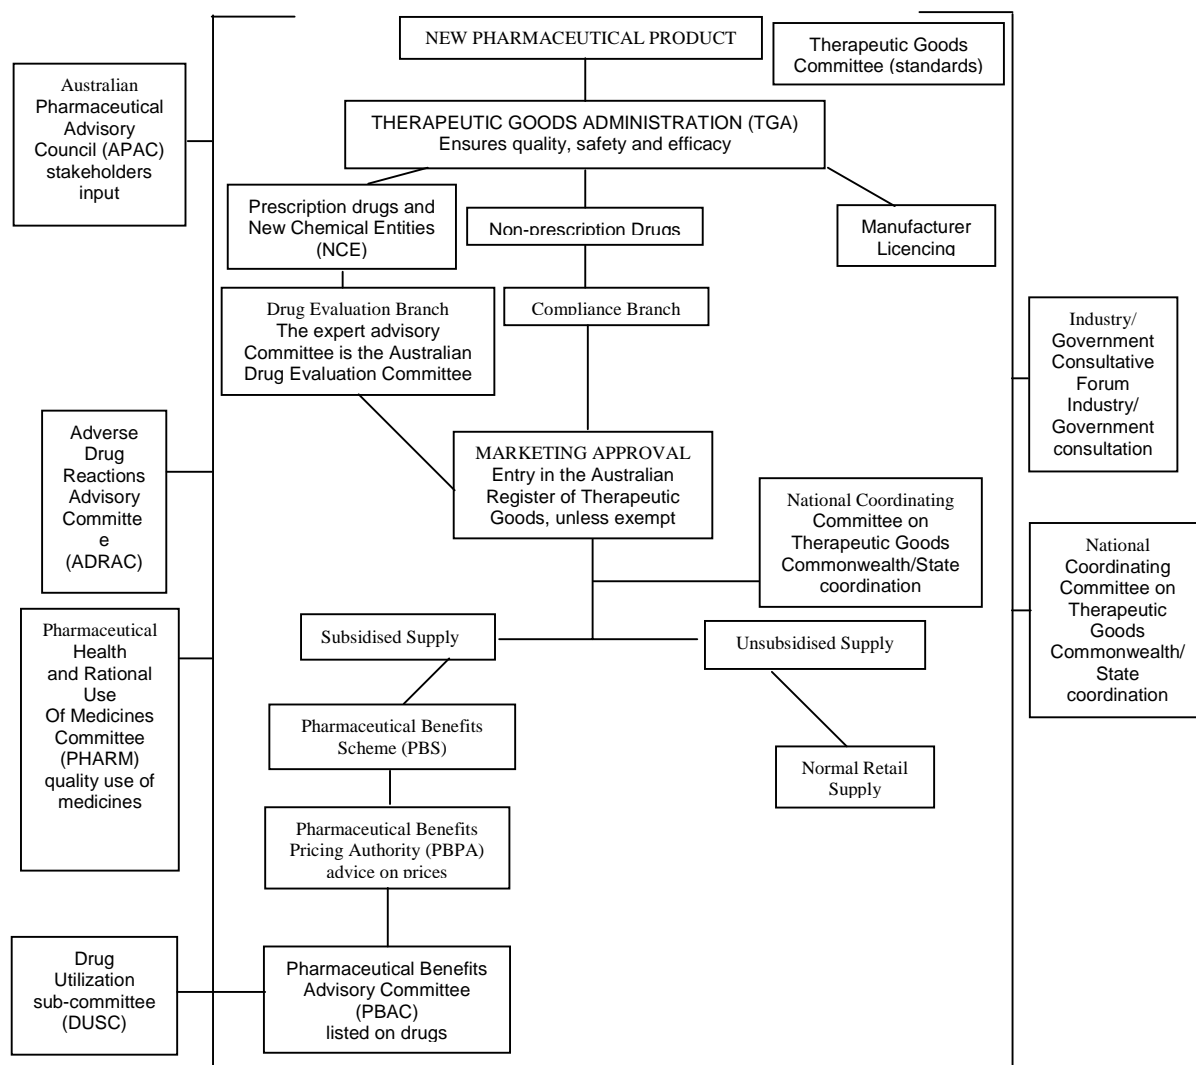 NEW PHARMACEUTICAL PRODUCT
Therapeutic Goods
Committee (standards)
Australian
Pharmaceutical
Advisory
Council (APAC)
stakeholders
input
THERAPEUTIC GOODS ADMINISTRATION (TGA)
Ensures quality, safety and efficacy
Prescription drugs and
New Chemical Entities
(NCE)
Non-prescription Drugs
Manufacturer
Licencing
Drug Evaluation Branch
The expert advisory
Committee is the Australian
Drug Evaluation Committee
Compliance Branch
Industry/
Government
Consultative
Forum
Industry/
Government
consultation
Adverse
Drug
Reactions
Advisory
Committe
e
(ADRAC)
MARKETING APPROVAL
Entry in the Australian
Register of Therapeutic
Goods, unless exempt
National Coordinating
Committee on
Therapeutic Goods
Commonwealth/State
coordination
National
Coordinating
Committee on
Therapeutic
Goods
Commonwealth/
State
coordination
Pharmaceutical
Health
and Rational
Use
Of Medicines
Committee
(PHARM)
quality use of
medicines
Subsidised Supply
Unsubsidised Supply
Pharmaceutical Benefits
Scheme (PBS)
Normal Retail
Supply
Pharmaceutical Benefits
Pricing Authority (PBPA)
advice on prices
Drug
Utilization
sub-committee
(DUSC)
Pharmaceutical Benefits
Advisory Committee
(PBAC)
listed on drugs